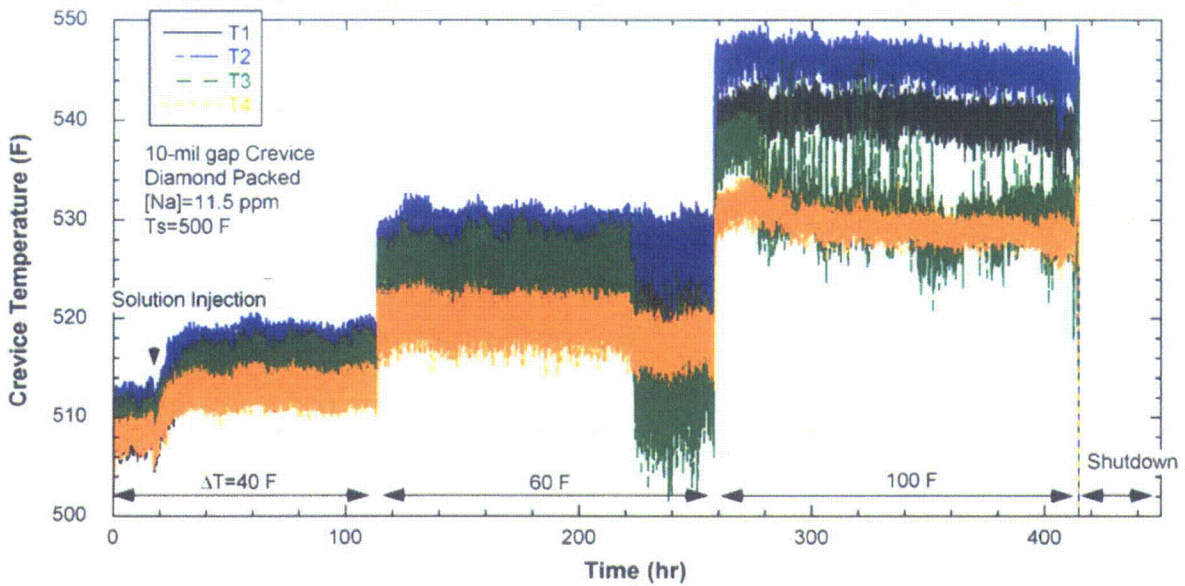 550
540
530
520
510
500
Crevice Temperature (F)
T1
T2
T3
T4
10-mil gap Crevice
Diamond Packed
[Na]=11.5 ppm
Ts=500 F
Solution Injection
ΔT=40 F
60 F
100 F
Shutdown
0
100
200
300
400
Time (hr)